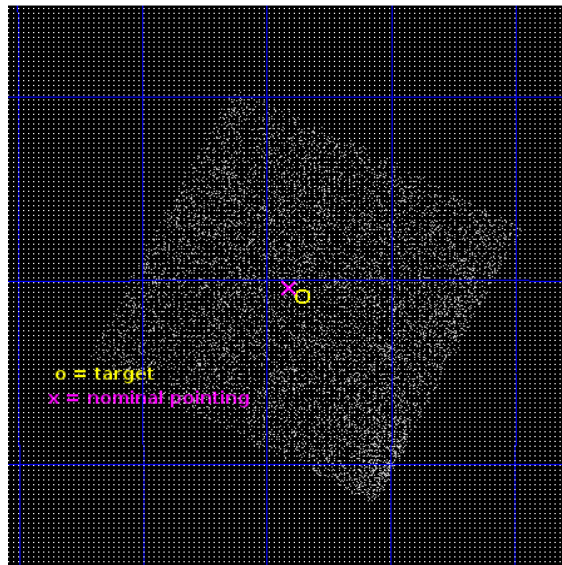 o = target
x = nominal pointing